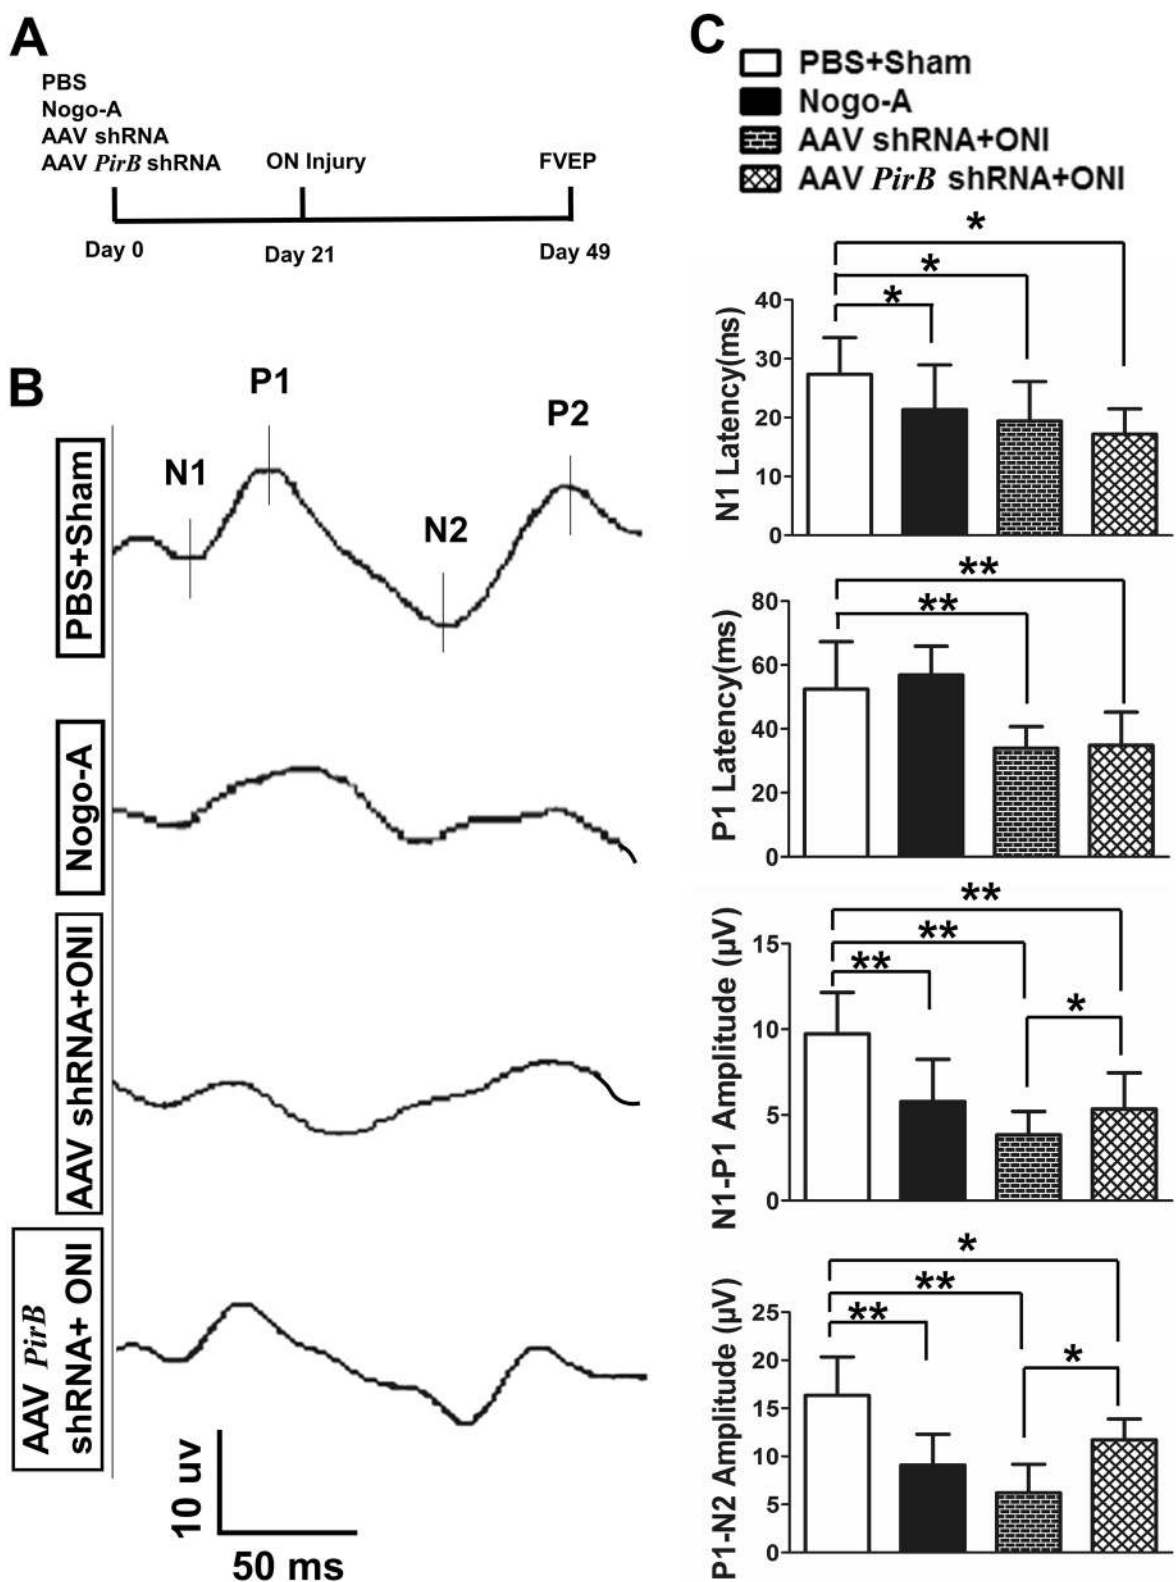 A
PBS
Nogo-A
AAV shRNA
AAV PirB shRNA
ON Injury
FVEP
Day 0
Day 21
Day 49
B
PBS+Sham
N1
P1
N2
P2
Nogo-A
AAV shRNA+ONI
AAV PirB
shRNA+ ONI
10 uv
50 ms
C
PBS+Sham
Nogo-A
AAV shRNA+ONI
AAV PirB shRNA+ONI
*
*
*
N1 Latency(ms)
40
30
20
10
0
**
**
P1 Latency(ms)
80
60
40
20
0
**
**
**
*
N1-P1 Amplitude (µV)
15
10
5
0
*
**
**
*
P1-N2 Amplitude (µV)
25
20
15
10
5
0